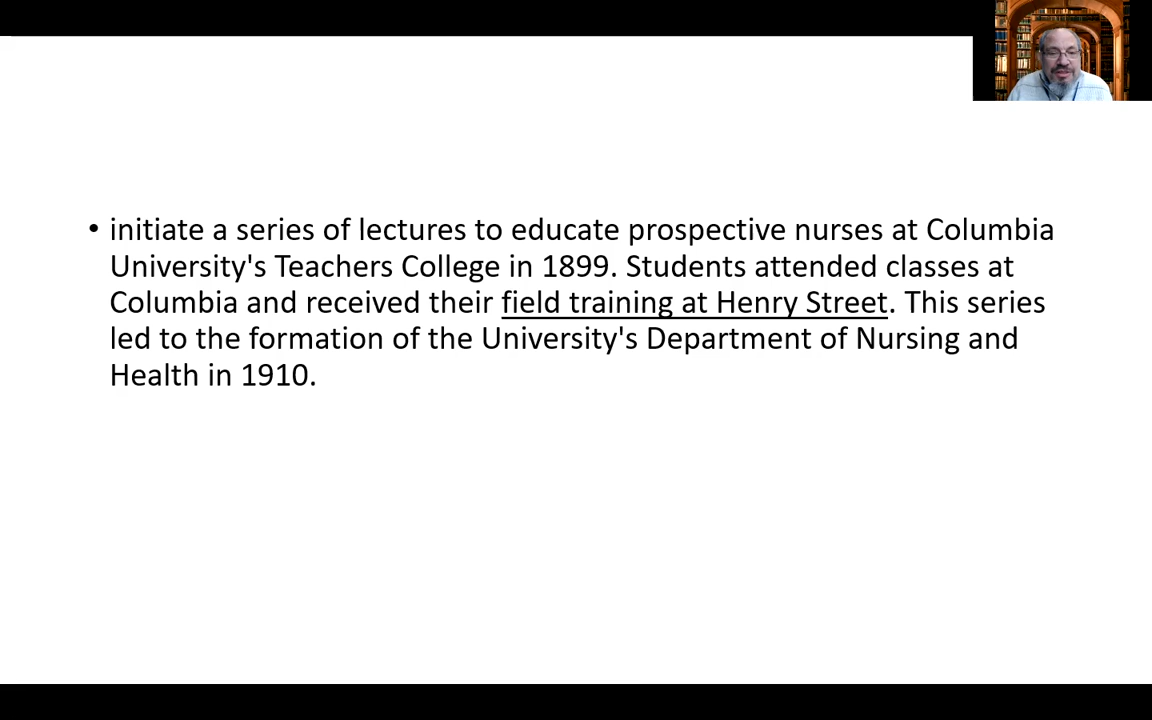 • initiate a series of lectures to educate prospective nurses at Columbia
University's Teachers College in 1899. Students attended classes at
Columbia and received their field training at Henry Street. This series
led to the formation of the University's Department of Nursing and
Health in 1910.